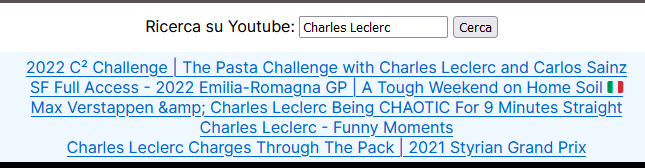 Ricerca su Youtube: Charles Leclerc Cerca
2022 C² Challenge | The Pasta Challenge with Charles Leclerc and Carlos Sainz
SF Full Access - 2022 Emilia-Romagna GP | A Tough Weekend on Home Soil 🇮🇹
Max Verstappen &amp; Charles Leclerc Being CHAOTIC For 9 Minutes Straight
Charles Leclerc - Funny Moments
Charles Leclerc Charges Through The Pack | 2021 Styrian Grand Prix